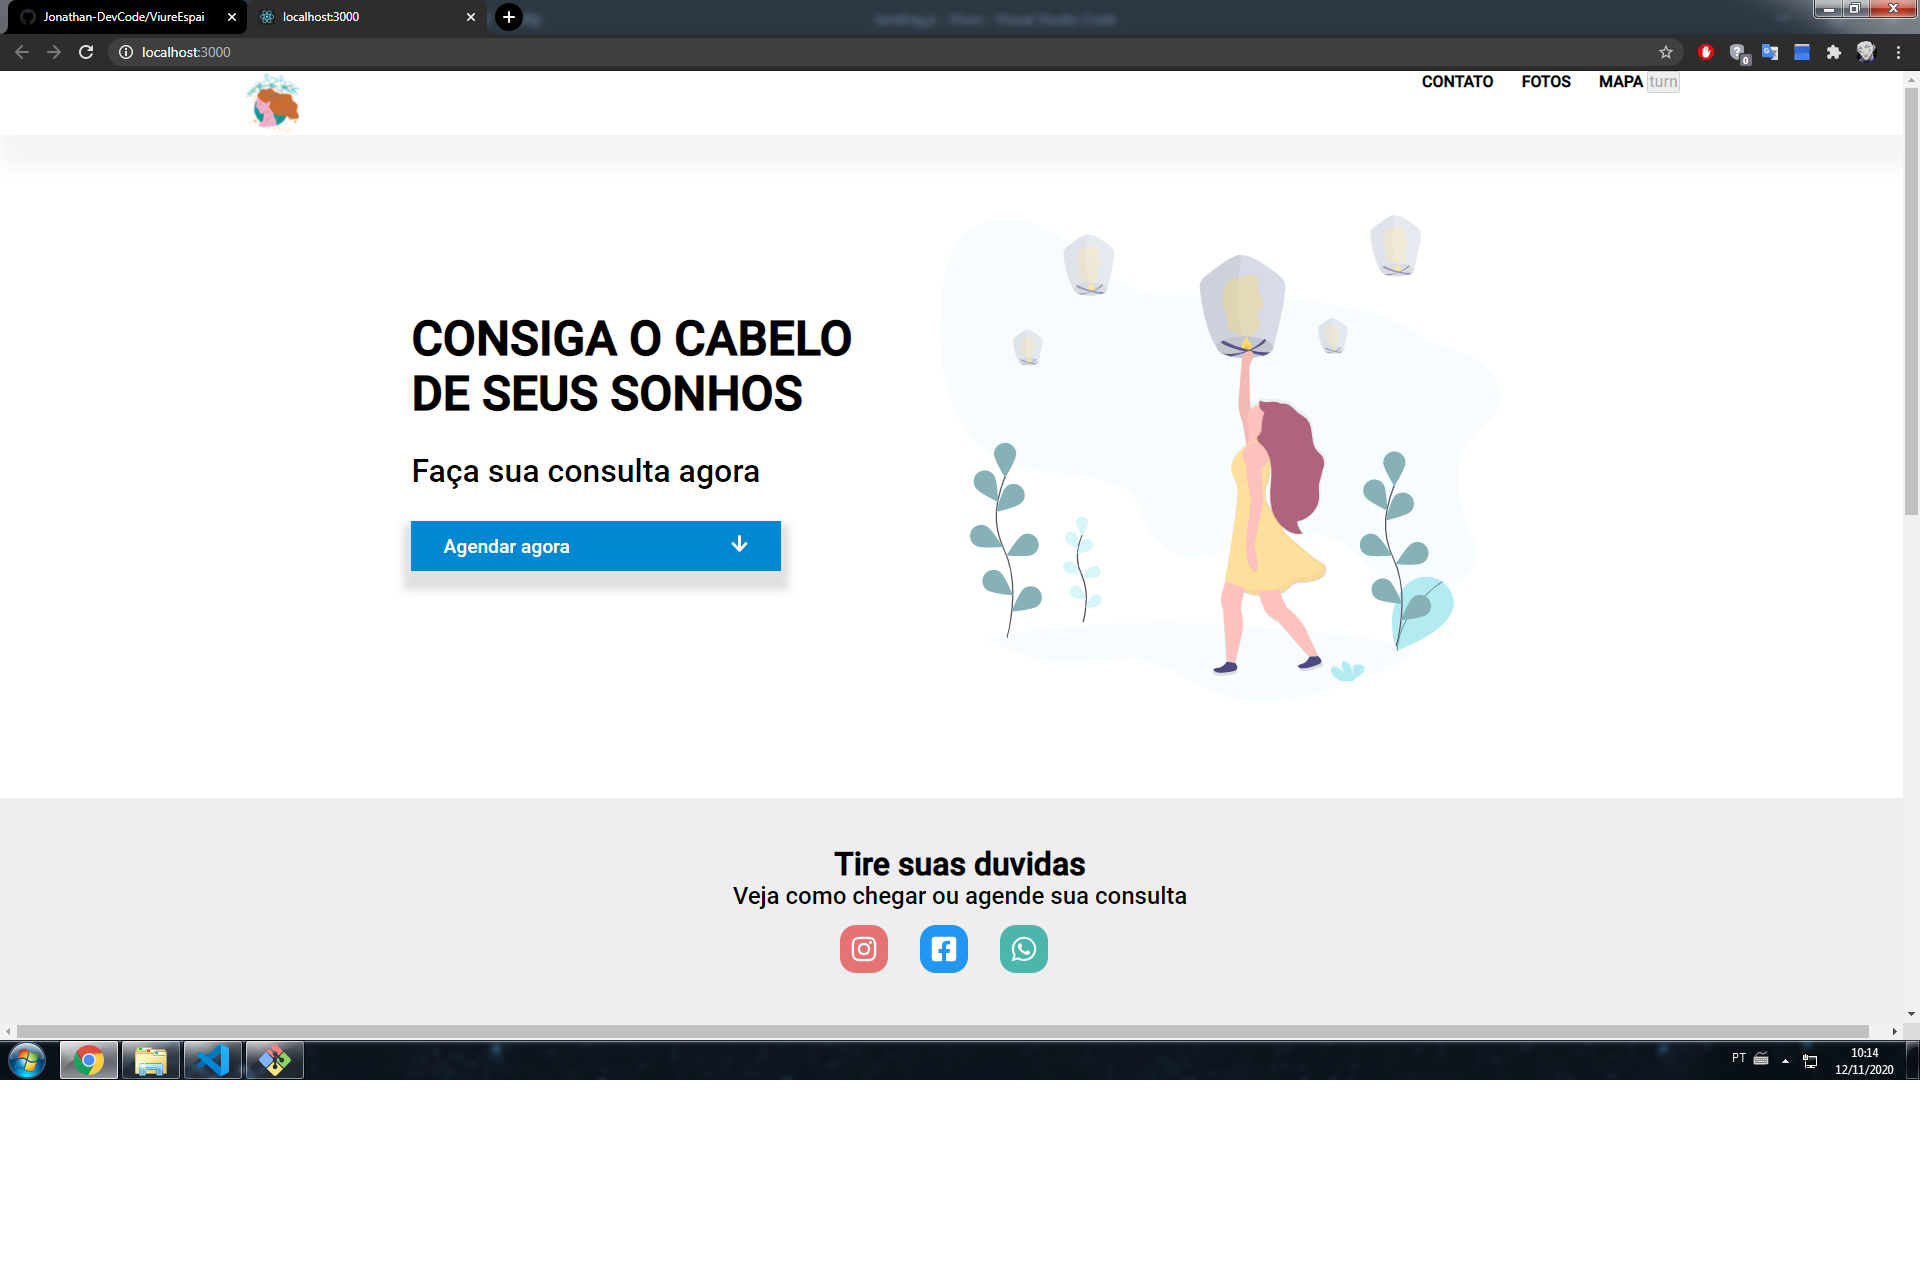 Jonathan-DevCode/ViureEspai
localhost:3000
localhost:3000
0
CONTATO FOTOS MAPA turn
CONSIGA O CABELO
DE SEUS SONHOS
Faça sua consulta agora
Agendar agora
Tire suas duvidas
Veja como chegar ou agende sua consulta
PT
10:14
12/11/2020